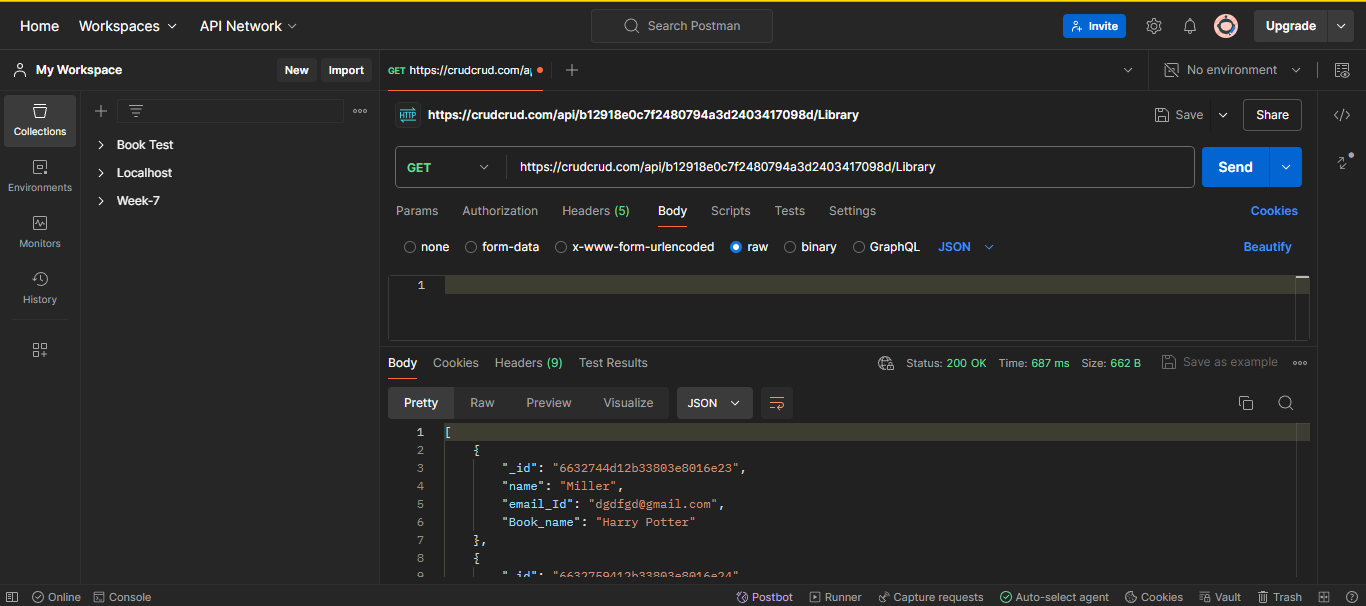 Home Workspaces API Network Search Postman Invite Upgrade
My Workspace New Import GET https://crudcrud.com/a No environment
Collections
Environments
Monitors
History
Book Test
Localhost
Week-7
HTTP https://crudcrud.com/api/b12918e0c7f2480794a3d2403417098d/Library Save Share
GET https://crudcrud.com/api/b12918e0c7f2480794a3d2403417098d/Library Send
Params Authorization Headers (5) Body Scripts Tests Settings Cookies
none form-data x-www-form-urlencoded raw binary GraphQL JSON Beautify
1
Body Cookies Headers (9) Test Results Status: 200 OK Time: 687 ms Size: 662 B Save as example
Pretty Raw Preview Visualize JSON
1 [
2 {
3 "_id": "6632744d12b33803e8016e23",
4 "name": "Miller",
5 "email_Id": "dgdfgd@gmail.com",
6 "Book_name": "Harry Potter"
7 },
8 {
9 "_id": "6632759412b33803e8016e24"
Online Console Postbot Runner Capture requests Auto-select agent Cookies Vault Trash